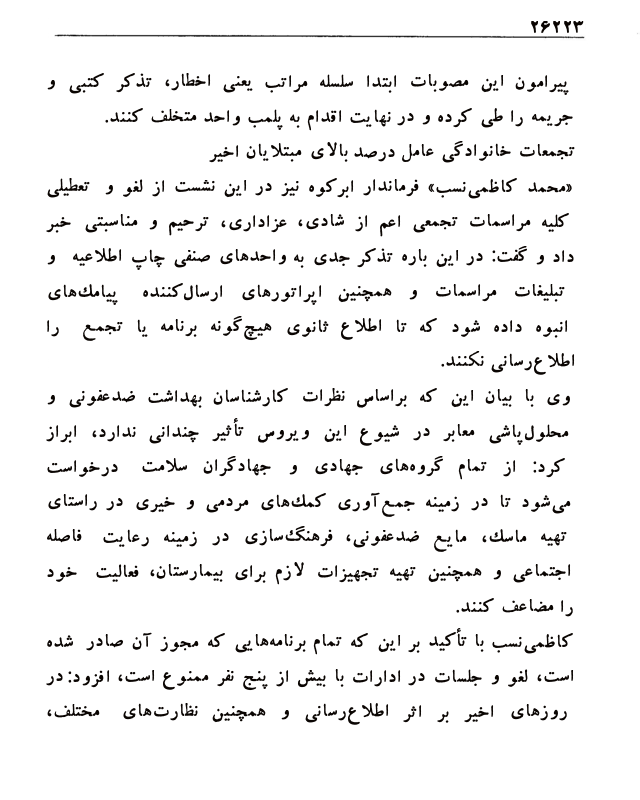 ۲۶۲۲۳
پیرامون این مصوبات ابتدا سلسله مراتب یعنی اخطار، تذکر کتبی و
جریمه را طی کرده و در نهایت اقدام به پلمب واحد متخلف کنند.
تجمعات خانوادگی عامل درصد بالای مبتلایان اخیر
«محمد کاظمی‌نسب» فرماندار ابرکوه نیز در این نشست از لغو و تعطیلی
کلیه مراسمات تجمعی اعم از شادی، عزاداری، ترحیم و مناسبتی خبر
داد و گفت: در این باره تذکر جدی به واحدهای صنفی چاپ اطلاعیه و
تبلیغات مراسمات و همچنین اپراتورهای ارسال‌کننده پیامك‌های
انبوه داده شود که تا اطلاع ثانوی هیچ‌گونه برنامه یا تجمع را
اطلاع‌رسانی نکنند.
وی با بیان این که براساس نظرات کارشناسان بهداشت ضدعفونی و
محلول‌پاشی معابر در شیوع این ویروس تأثیر چندانی ندارد، ابراز
کرد: از تمام گروه‌های جهادی و جهادگران سلامت درخواست
می‌شود تا در زمینه جمع‌آوری کمك‌های مردمی و خیری در راستای
تهیه ماسك، مایع ضدعفونی، فرهنگ‌سازی در زمینه رعایت فاصله
اجتماعی و همچنین تهیه تجهیزات لازم برای بیمارستان، فعالیت خود
را مضاعف کنند.
کاظمی‌نسب با تأکید بر این که تمام برنامه‌هایی که مجوز آن صادر شده
است، لغو و جلسات در ادارات با بیش از پنج نفر ممنوع است، افزود: در
روزهای اخیر بر اثر اطلاع‌رسانی و همچنین نظارت‌های مختلف،